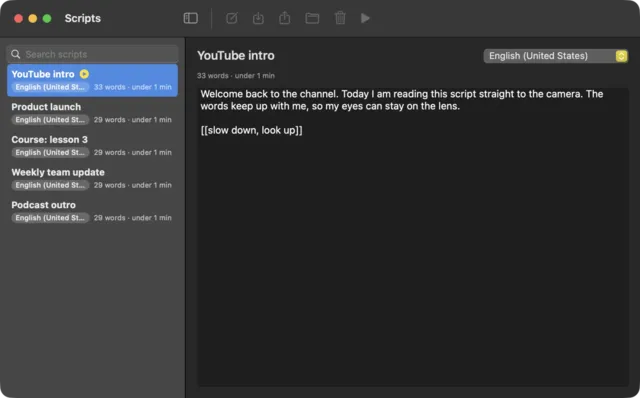 Scripts
Search scripts
YouTube intro
English (United St... 33 words · under 1 min
Product launch
English (United St... 29 words · under 1 min
Course: lesson 3
English (United St... 29 words · under 1 min
Weekly team update
English (United St... 29 words · under 1 min
Podcast outro
English (United St... 29 words · under 1 min
YouTube intro
English (United States)
33 words · under 1 min
Welcome back to the channel. Today I am reading this script straight to the camera. The
words keep up with me, so my eyes can stay on the lens.
[[slow down, look up]]